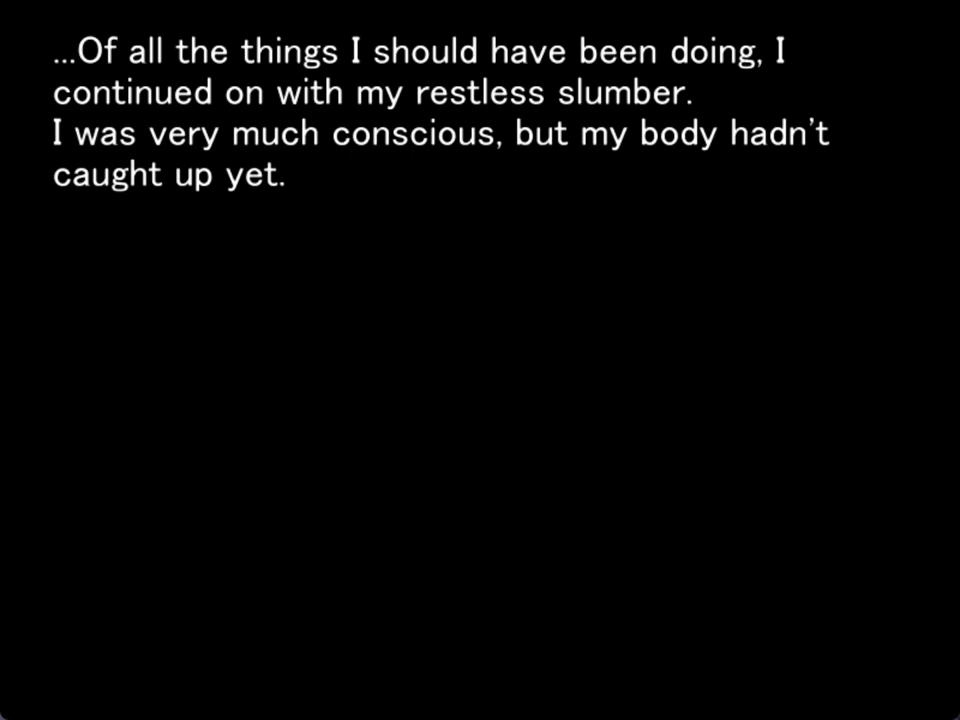 ...Of all the things I should have been doing, I
continued on with my restless slumber.
I was very much conscious, but my body hadn't
caught up yet.